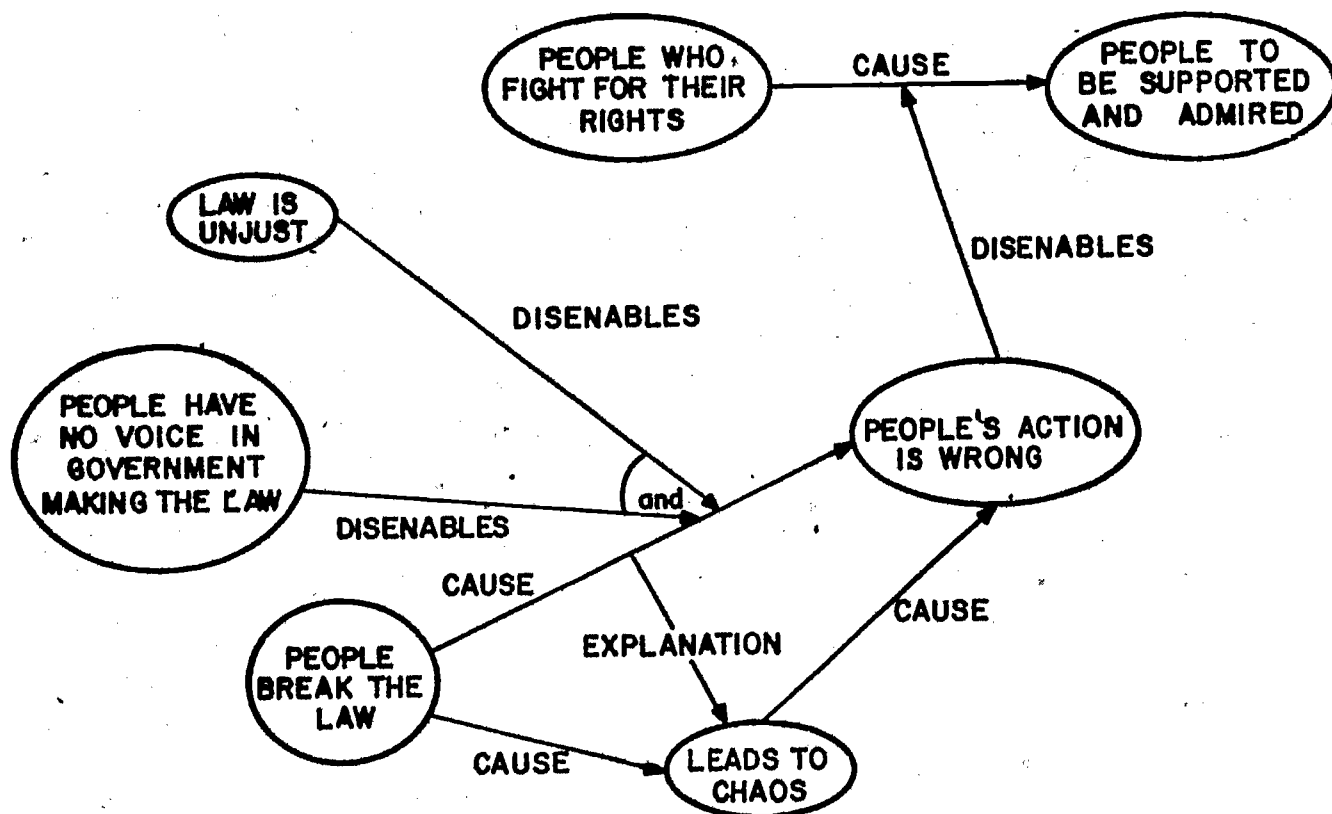 PEOPLE WHO
FIGHT FOR THEIR
RIGHTS
CAUSE
PEOPLE TO
BE SUPPORTED
AND ADMIRED
LAW IS
UNJUST
DISENABLES
DISENABLES
PEOPLE HAVE
NO VOICE IN
GOVERNMENT
MAKING THE LAW
PEOPLE'S ACTION
IS WRONG
and
DISENABLES
CAUSE
CAUSE
EXPLANATION
PEOPLE
BREAK THE
LAW
CAUSE
LEADS TO
CHAOS